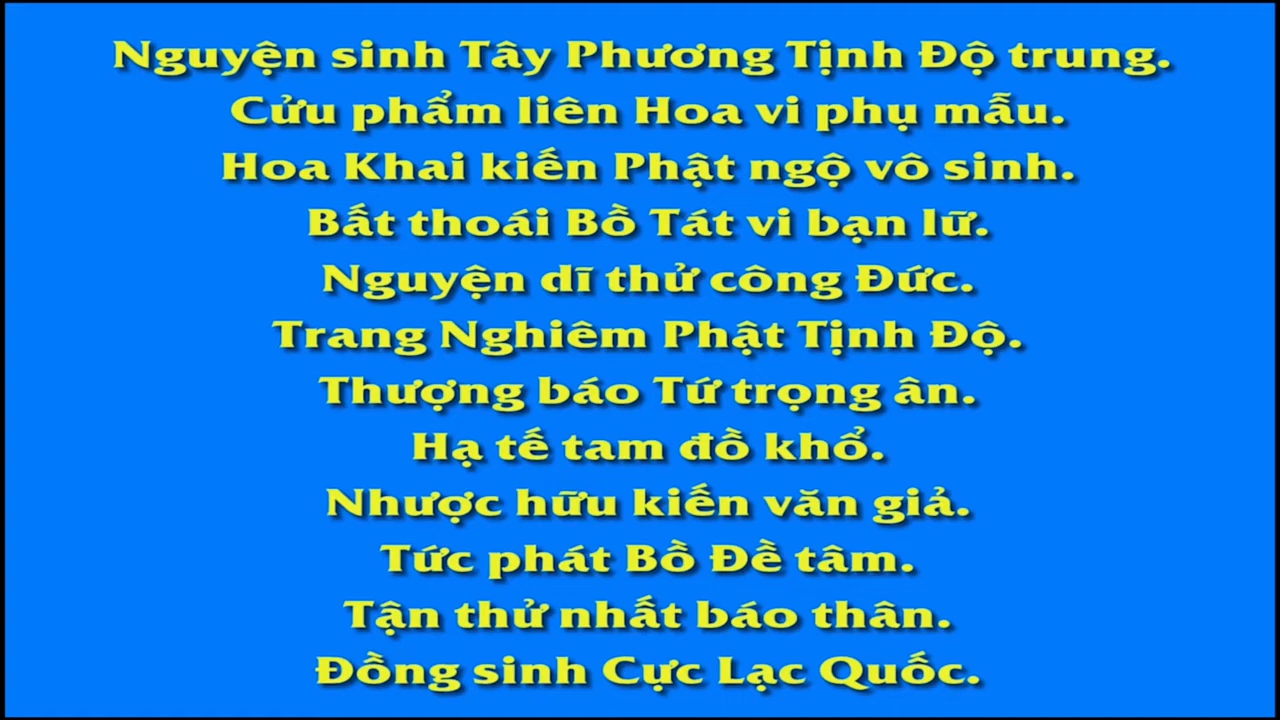 Nguyện sinh Tây Phương Tịnh Độ trung.
Cửu phẩm liên Hoa vi phụ mẫu.
Hoa Khai kiến Phật ngộ vô sinh.
Bất thoái Bồ Tát vi bạn lữ.
Nguyện dĩ thử công Đức.
Trang Nghiêm Phật Tịnh Độ.
Thượng báo Tứ trọng ân.
Hạ tế tam đồ khổ.
Nhược hữu kiến văn giả.
Tức phát Bồ Đề tâm.
Tận thử nhất báo thân.
Đồng sinh Cực Lạc Quốc.